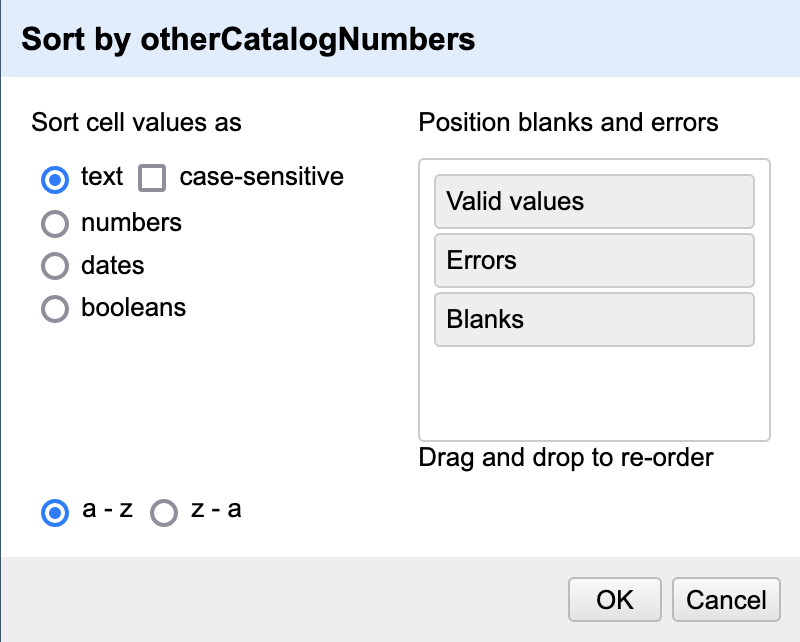 Sort by otherCatalogNumbers
Sort cell values as
text case-sensitive
numbers
dates
booleans
a - z z - a
Position blanks and errors
Valid values
Errors
Blanks
Drag and drop to re-order
OK Cancel